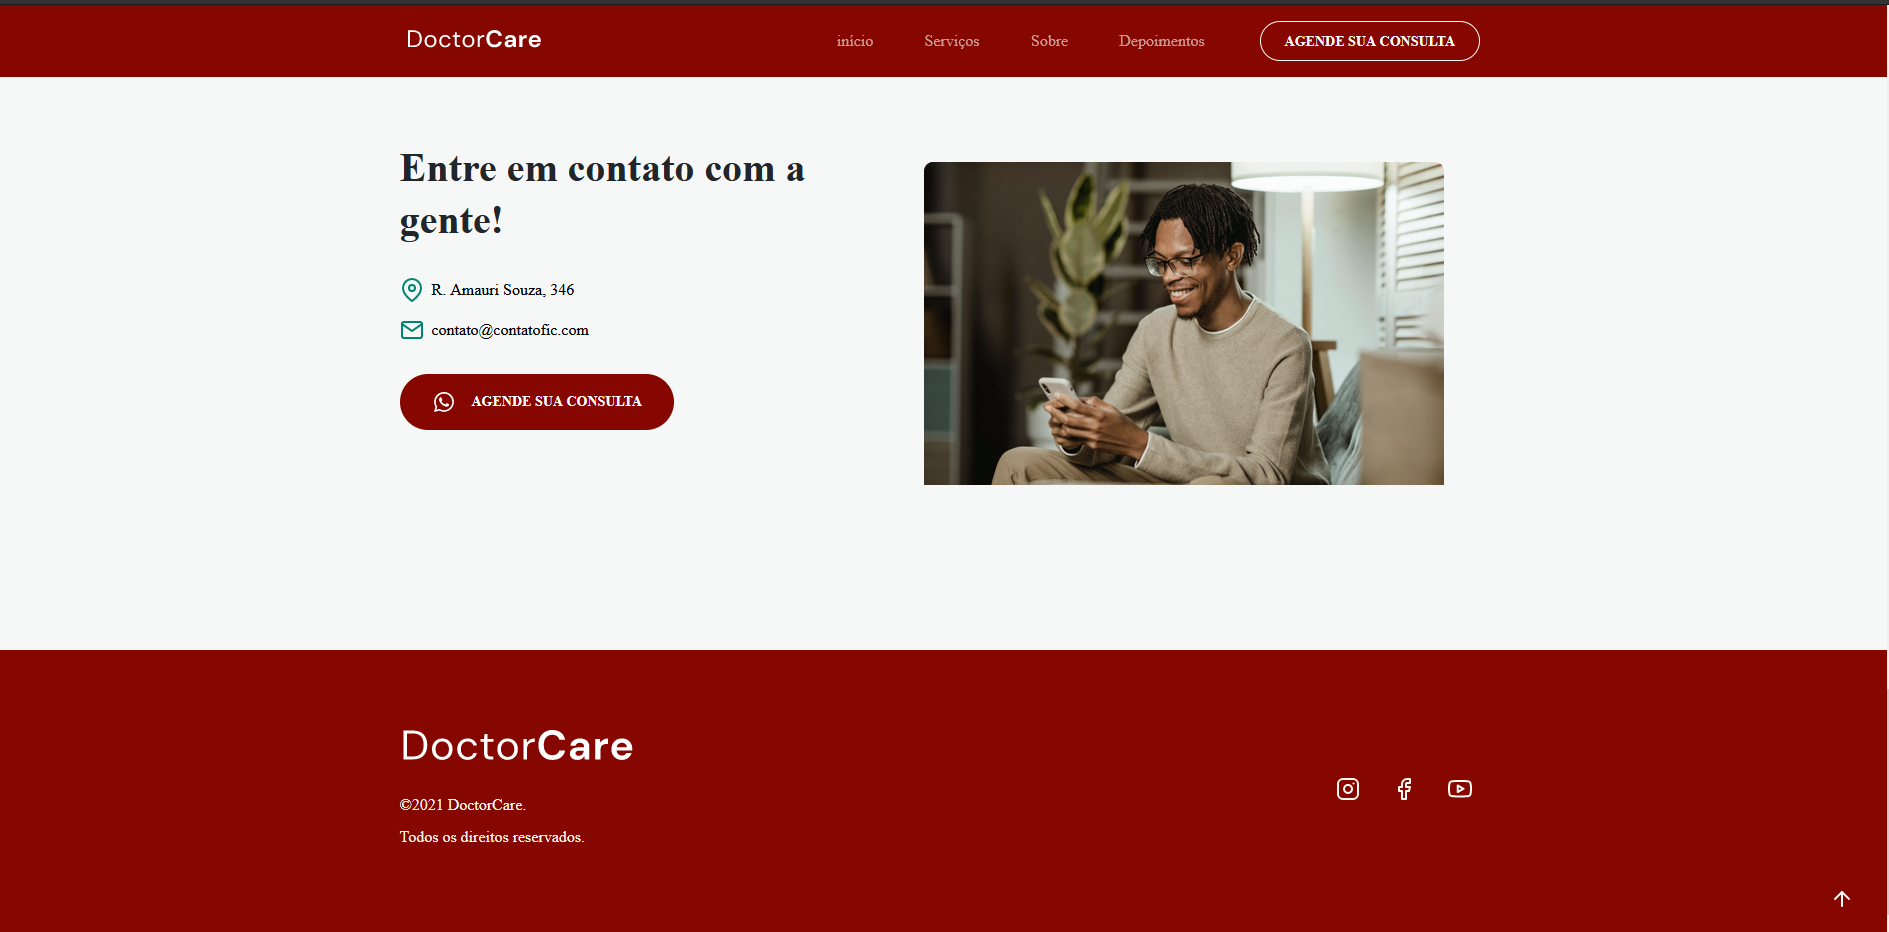 DoctorCare
início
Serviços
Sobre
Depoimentos
AGENDE SUA CONSULTA
Entre em contato com a
gente!
R. Amauri Souza, 346
contato@contatofic.com
AGENDE SUA CONSULTA
DoctorCare
©2021 DoctorCare.
Todos os direitos reservados.